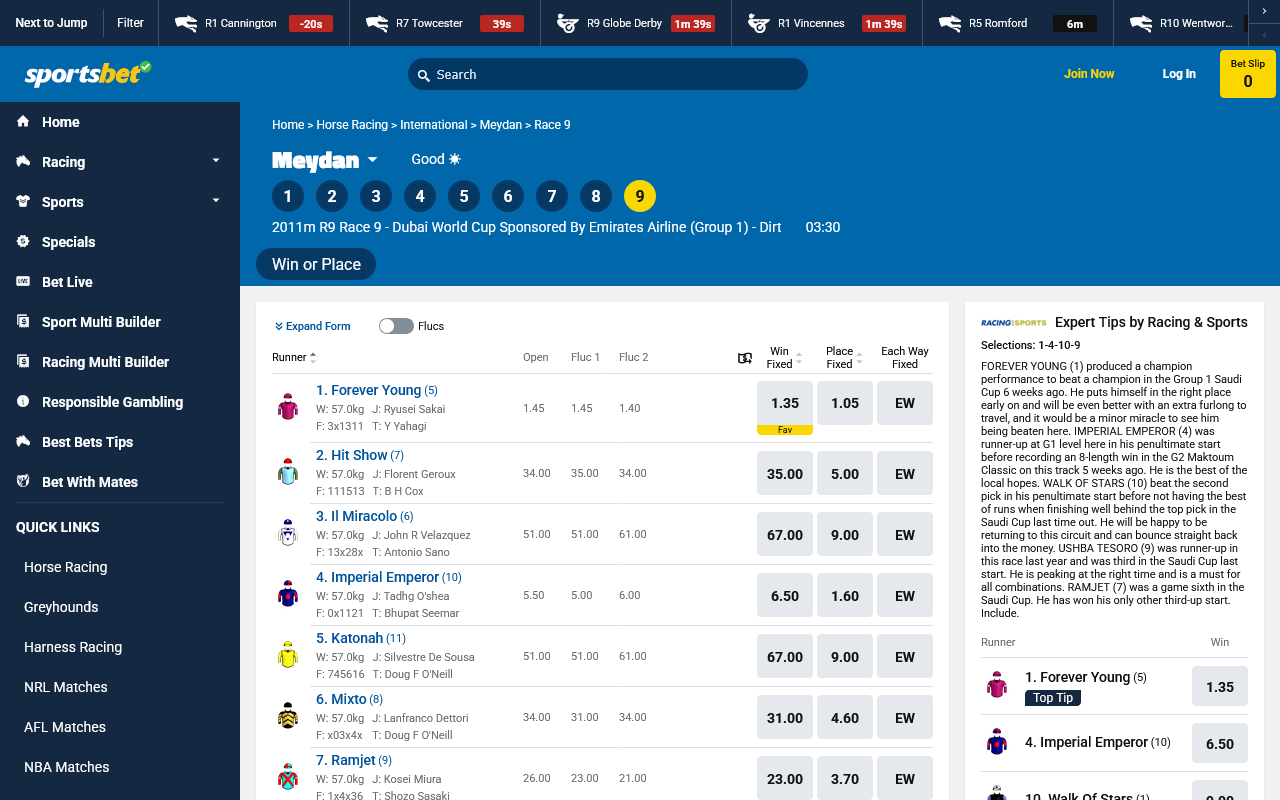 Next to Jump
Filter
R1 Cannington -20s
R7 Towcester 39s
R9 Globe Derby 1m 39s
R1 Vincennes 1m 39s
R5 Romford 6m
R10 Wentwor...
sportsbet
Search
Join Now
Log In
Bet Slip
0
Home
Racing
Sports
Specials
Bet Live
Sport Multi Builder
Racing Multi Builder
Responsible Gambling
Best Bets Tips
Bet With Mates
QUICK LINKS
Horse Racing
Greyhounds
Harness Racing
NRL Matches
AFL Matches
NBA Matches
Home > Horse Racing > International > Meydan > Race 9
Meydan Good
1 2 3 4 5 6 7 8 9
2011m R9 Race 9 - Dubai World Cup Sponsored By Emirates Airline (Group 1) - Dirt 03:30
Win or Place
Expand Form Flucs
Runner Open Fluc 1 Fluc 2 Win Fixed Place Fixed Each Way Fixed
1. Forever Young (5)
W: 57.0kg J: Ryusei Sakai
F: 3x1311 T: Y Yahagi
1.45 1.45 1.40 1.35 1.05 EW
Fav
2. Hit Show (7)
W: 57.0kg J: Florent Geroux
F: 111513 T: B H Cox
34.00 35.00 34.00 35.00 5.00 EW
3. Il Miracolo (6)
W: 57.0kg J: John R Velazquez
F: 13x28x T: Antonio Sano
51.00 51.00 61.00 67.00 9.00 EW
4. Imperial Emperor (10)
W: 57.0kg J: Tadhg O'shea
F: 0x1121 T: Bhupat Seemar
5.50 5.00 6.00 6.50 1.60 EW
5. Katonah (11)
W: 57.0kg J: Silvestre De Sousa
F: 745616 T: Doug F O'Neill
51.00 51.00 61.00 67.00 9.00 EW
6. Mixto (8)
W: 57.0kg J: Lanfranco Dettori
F: x03x4x T: Doug F O'Neill
34.00 31.00 34.00 31.00 4.60 EW
7. Ramjet (9)
W: 57.0kg J: Kosei Miura
F: 1x4x36 T: Shozo Sasaki
26.00 23.00 21.00 23.00 3.70 EW
RACING AND SPORTS Expert Tips by Racing & Sports
Selections: 1-4-10-9
FOREVER YOUNG (1) produced a champion
performance to beat a champion in the Group 1 Saudi
Cup 6 weeks ago. He puts himself in the right place
early on and will be even better with an extra furlong to
travel, and it would be a minor miracle to see him
being beaten here. IMPERIAL EMPEROR (4) was
runner-up at G1 level here in his penultimate start
before recording an 8-length win in the G2 Maktoum
Classic on this track 5 weeks ago. He is the best of the
local hopes. WALK OF STARS (10) beat the second
pick in his penultimate start before not having the best
of runs when finishing well behind the top pick in the
Saudi Cup last time out. He will be happy to be
returning to this circuit and can bounce straight back
into the money. USHBA TESORO (9) was runner-up in
this race last year and was third in the Saudi Cup last
start. He is peaking at the right time and is a must for
all combinations. RAMJET (7) was a game sixth in the
Saudi Cup. He has won his only other third-up start.
Include.
Runner Win
1. Forever Young (5) 1.35
Top Tip
4. Imperial Emperor (10) 6.50
10. Walk Of Stars (1)